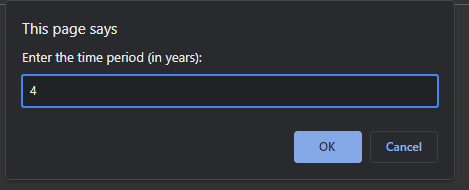 This page says
Enter the time period (in years):
4
OK Cancel